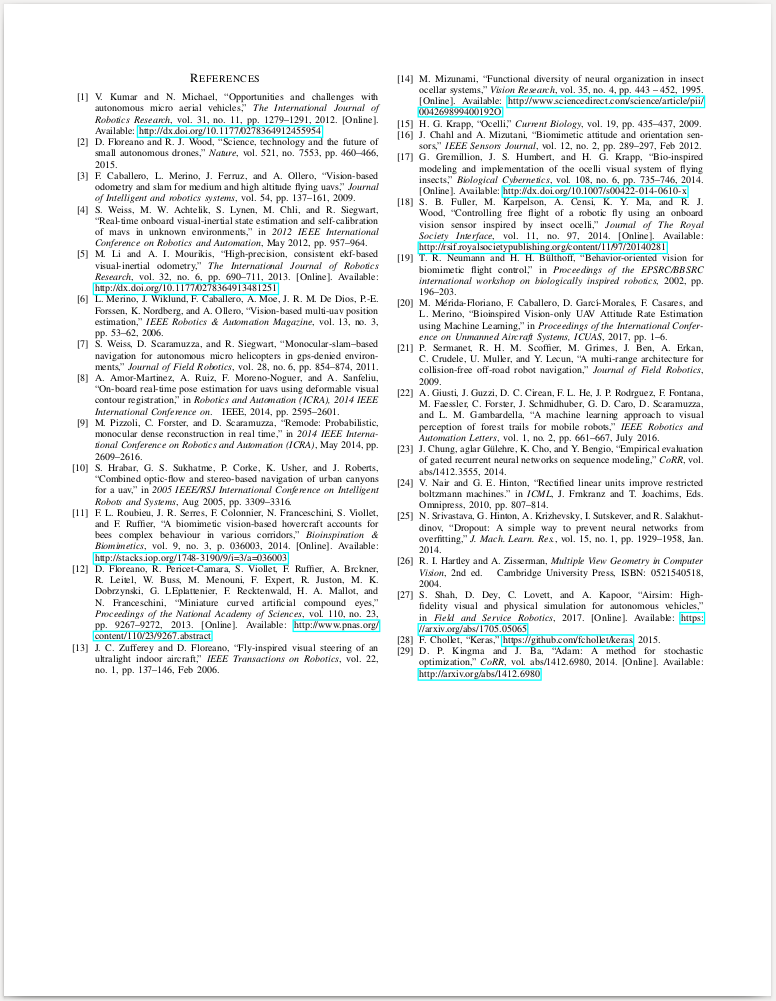 REFERENCES
[1] V. Kumar and N. Michael, “Opportunities and challenges with
autonomous micro aerial vehicles,” The International Journal of
Robotics Research, vol. 31, no. 11, pp. 1279–1291, 2012. [Online].
Available: http://dx.doi.org/10.1177/0278364912455954
[2] D. Floreano and R. J. Wood, “Science, technology and the future of
small autonomous drones,” Nature, vol. 521, no. 7553, pp. 460–466,
2015.
[3] F. Caballero, L. Merino, J. Ferruz, and A. Ollero, “Vision-based
odometry and slam for medium and high altitude flying uavs,” Journal
of Intelligent and robotics systems, vol. 54, pp. 137–161, 2009.
[4] S. Weiss, M. W. Achtelik, S. Lynen, M. Chli, and R. Siegwart,
“Real-time onboard visual-inertial state estimation and self-calibration
of mavs in unknown environments,” in 2012 IEEE International
Conference on Robotics and Automation, May 2012, pp. 957–964.
[5] M. Li and A. I. Mourikis, “High-precision, consistent ekf-based
visual-inertial odometry,” The International Journal of Robotics
Research, vol. 32, no. 6, pp. 690–711, 2013. [Online]. Available:
http://dx.doi.org/10.1177/0278364913481251
[6] L. Merino, J. Wiklund, F. Caballero, A. Moe, J. R. M. De Dios, P.-E.
Forssen, K. Nordberg, and A. Ollero, “Vision-based multi-uav position
estimation,” IEEE Robotics & Automation Magazine, vol. 13, no. 3,
pp. 53–62, 2006.
[7] S. Weiss, D. Scaramuzza, and R. Siegwart, “Monocular-slam–based
navigation for autonomous micro helicopters in gps-denied environ-
ments,” Journal of Field Robotics, vol. 28, no. 6, pp. 854–874, 2011.
[8] A. Amor-Martinez, A. Ruiz, F. Moreno-Noguer, and A. Sanfeliu,
“On-board real-time pose estimation for uavs using deformable visual
contour registration,” in Robotics and Automation (ICRA), 2014 IEEE
International Conference on. IEEE, 2014, pp. 2595–2601.
[9] M. Pizzoli, C. Forster, and D. Scaramuzza, “Remode: Probabilistic,
monocular dense reconstruction in real time,” in 2014 IEEE Interna-
tional Conference on Robotics and Automation (ICRA), May 2014, pp.
2609–2616.
[10] S. Hrabar, G. S. Sukhatme, P. Corke, K. Usher, and J. Roberts,
“Combined optic-flow and stereo-based navigation of urban canyons
for a uav,” in 2005 IEEE/RSJ International Conference on Intelligent
Robots and Systems, Aug 2005, pp. 3309–3316.
[11] F. L. Roubieu, J. R. Serres, F. Colonnier, N. Franceschini, S. Viollet,
and F. Ruffier, “A biomimetic vision-based hovercraft accounts for
bees complex behaviour in various corridors,” Bioinspiration &
Biomimetics, vol. 9, no. 3, p. 036003, 2014. [Online]. Available:
http://stacks.iop.org/1748-3190/9/i=3/a=036003
[12] D. Floreano, R. Pericet-Camara, S. Viollet, F. Ruffier, A. Brckner,
R. Leitel, W. Buss, M. Menouni, F. Expert, R. Juston, M. K.
Dobrzynski, G. LEplattenier, F. Recktenwald, H. A. Mallot, and
N. Franceschini, “Miniature curved artificial compound eyes,”
Proceedings of the National Academy of Sciences, vol. 110, no. 23,
pp. 9267–9272, 2013. [Online]. Available: http://www.pnas.org/
content/110/23/9267.abstract
[13] J. C. Zufferey and D. Floreano, “Fly-inspired visual steering of an
ultralight indoor aircraft,” IEEE Transactions on Robotics, vol. 22,
no. 1, pp. 137–146, Feb 2006.
[14] M. Mizunami, “Functional diversity of neural organization in insect
ocellar systems,” Vision Research, vol. 35, no. 4, pp. 443 – 452, 1995.
[Online]. Available: http://www.sciencedirect.com/science/article/pii/
004269899400192O
[15] H. G. Krapp, “Ocelli,” Current Biology, vol. 19, pp. 435–437, 2009.
[16] J. Chahl and A. Mizutani, “Biomimetic attitude and orientation sen-
sors,” IEEE Sensors Journal, vol. 12, no. 2, pp. 289–297, Feb 2012.
[17] G. Gremillion, J. S. Humbert, and H. G. Krapp, “Bio-inspired
modeling and implementation of the ocelli visual system of flying
insects,” Biological Cybernetics, vol. 108, no. 6, pp. 735–746, 2014.
[Online]. Available: http://dx.doi.org/10.1007/s00422-014-0610-x
[18] S. B. Fuller, M. Karpelson, A. Censi, K. Y. Ma, and R. J.
Wood, “Controlling free flight of a robotic fly using an onboard
vision sensor inspired by insect ocelli,” Journal of The Royal
Society Interface, vol. 11, no. 97, 2014. [Online]. Available:
http://rsif.royalsocietypublishing.org/content/11/97/20140281
[19] T. R. Neumann and H. H. Bülthoff, “Behavior-oriented vision for
biomimetic flight control,” in Proceedings of the EPSRC/BBSRC
international workshop on biologically inspired robotics, 2002, pp.
196–203.
[20] M. Mérida-Floriano, F. Caballero, D. Garcí-Morales, F. Casares, and
L. Merino, “Bioinspired Vision-only UAV Attitude Rate Estimation
using Machine Learning,” in Proceedings of the International Confer-
ence on Unmanned Aircraft Systems, ICUAS, 2017, pp. 1–6.
[21] P. Sermanet, R. H. M. Scoffier, M. Grimes, J. Ben, A. Erkan,
C. Crudele, U. Muller, and Y. Lecun, “A multi-range architecture for
collision-free off-road robot navigation,” Journal of Field Robotics,
2009.
[22] A. Giusti, J. Guzzi, D. C. Cirean, F. L. He, J. P. Rodrguez, F. Fontana,
M. Faessler, C. Forster, J. Schmidhuber, G. D. Caro, D. Scaramuzza,
and L. M. Gambardella, “A machine learning approach to visual
perception of forest trails for mobile robots,” IEEE Robotics and
Automation Letters, vol. 1, no. 2, pp. 661–667, July 2016.
[23] J. Chung, aglar Gülehre, K. Cho, and Y. Bengio, “Empirical evaluation
of gated recurrent neural networks on sequence modeling,” CoRR, vol.
abs/1412.3555, 2014.
[24] V. Nair and G. E. Hinton, “Rectified linear units improve restricted
boltzmann machines.” in ICML, J. Frnkranz and T. Joachims, Eds.
Omnipress, 2010, pp. 807–814.
[25] N. Srivastava, G. Hinton, A. Krizhevsky, I. Sutskever, and R. Salakhut-
dinov, “Dropout: A simple way to prevent neural networks from
overfitting,” J. Mach. Learn. Res., vol. 15, no. 1, pp. 1929–1958, Jan.
2014.
[26] R. I. Hartley and A. Zisserman, Multiple View Geometry in Computer
Vision, 2nd ed. Cambridge University Press, ISBN: 0521540518,
2004.
[27] S. Shah, D. Dey, C. Lovett, and A. Kapoor, “Airsim: High-
fidelity visual and physical simulation for autonomous vehicles,”
in Field and Service Robotics, 2017. [Online]. Available: https:
//arxiv.org/abs/1705.05065
[28] F. Chollet, “Keras,” https://github.com/fchollet/keras, 2015.
[29] D. P. Kingma and J. Ba, “Adam: A method for stochastic
optimization,” CoRR, vol. abs/1412.6980, 2014. [Online]. Available:
http://arxiv.org/abs/1412.6980